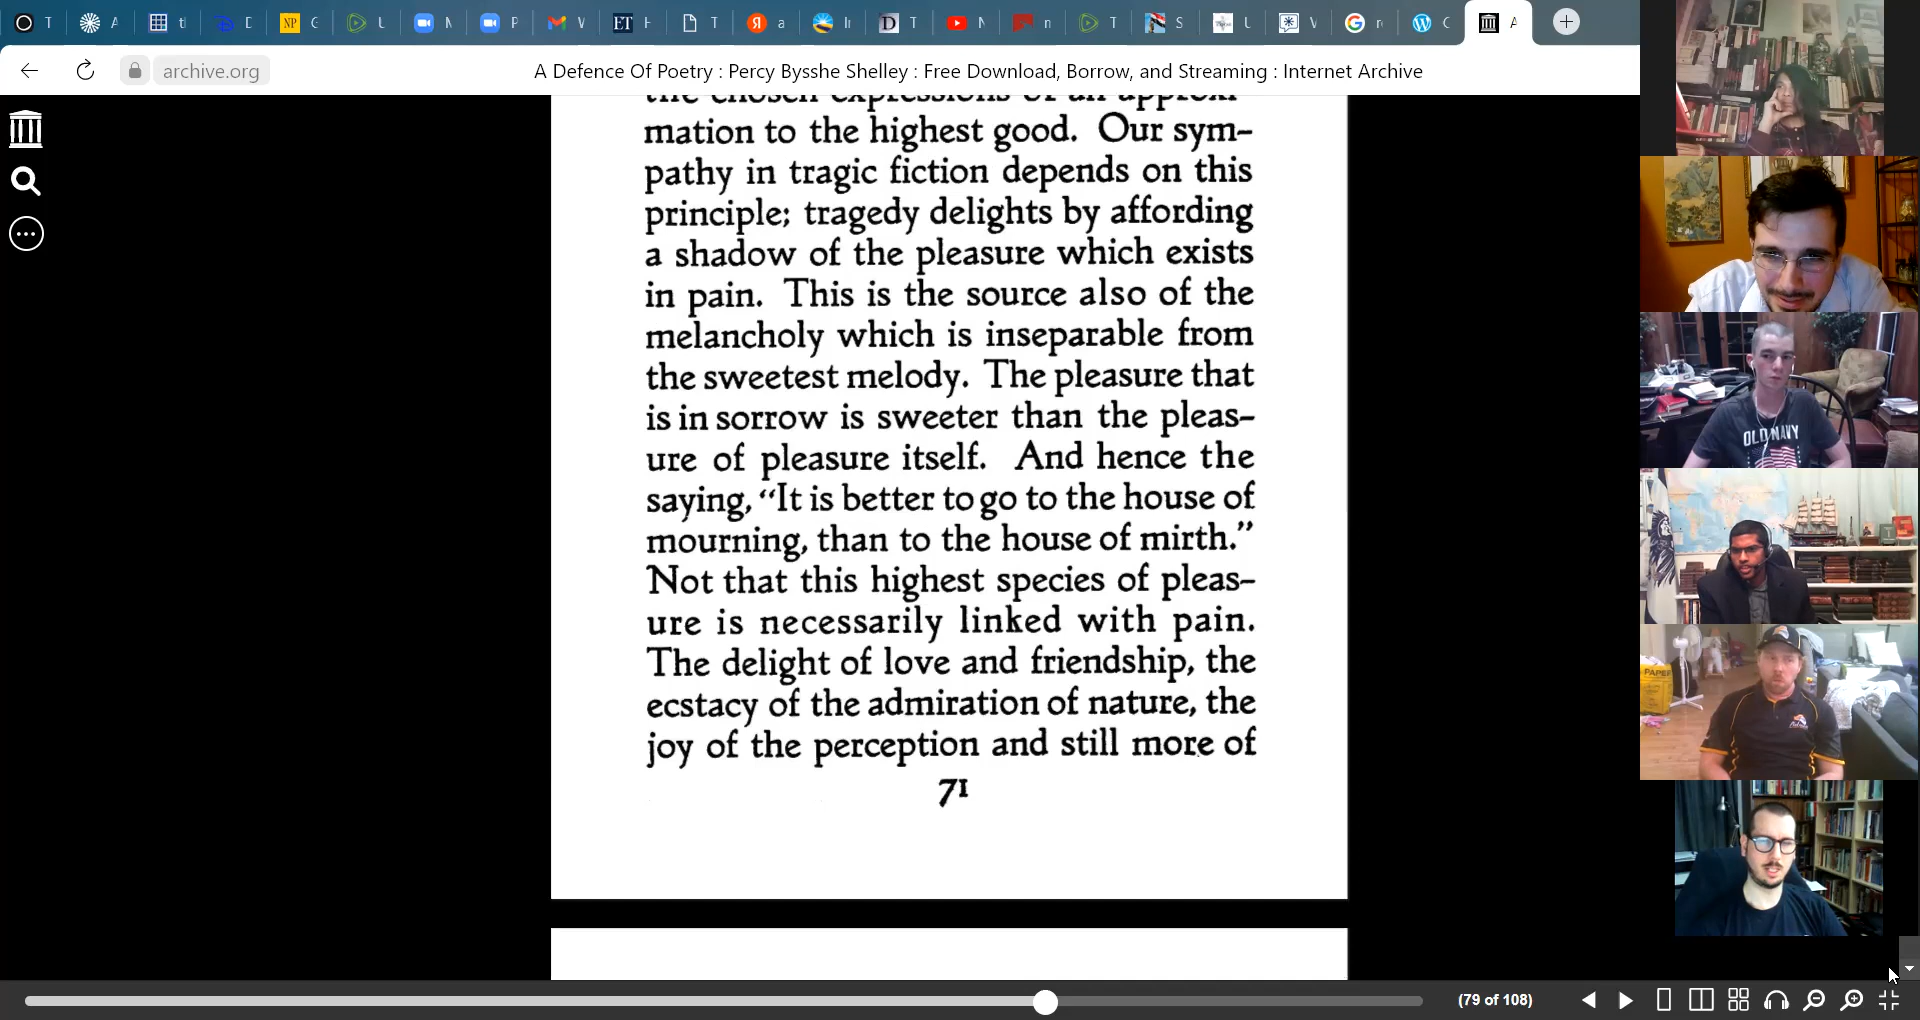 archive.org
A Defence Of Poetry : Percy Bysshe Shelley : Free Download, Borrow, and Streaming : Internet Archive
the chosen expressions of an approxi-
mation to the highest good. Our sym-
pathy in tragic fiction depends on this
principle; tragedy delights by affording
a shadow of the pleasure which exists
in pain. This is the source also of the
melancholy which is inseparable from
the sweetest melody. The pleasure that
is in sorrow is sweeter than the pleas-
ure of pleasure itself. And hence the
saying, “It is better to go to the house of
mourning, than to the house of mirth.”
Not that this highest species of pleas-
ure is necessarily linked with pain.
The delight of love and friendship, the
ecstacy of the admiration of nature, the
joy of the perception and still more of
71
(79 of 108)
OLD NAVY
PAPER